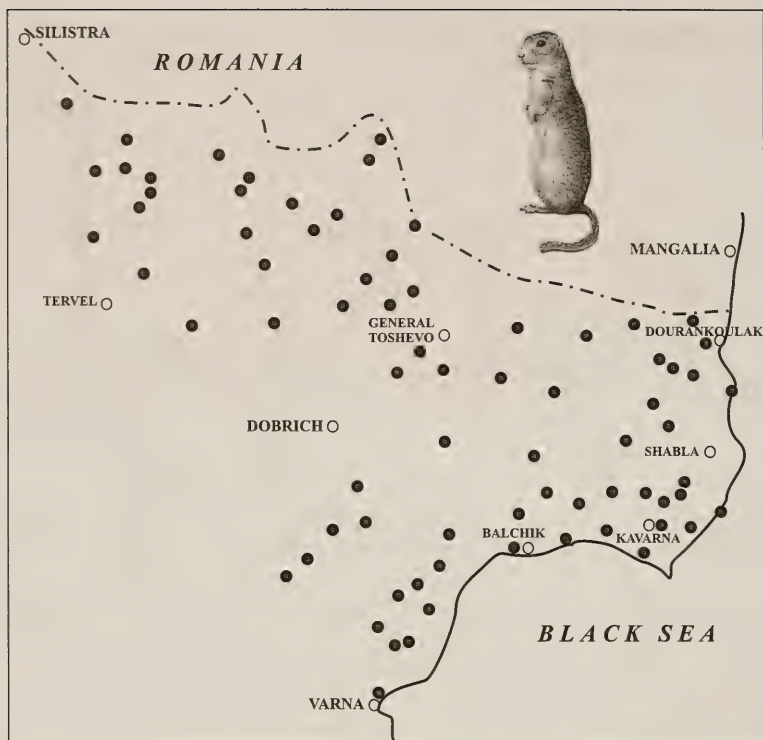 SILISTRA
ROMANIA
MANGALIA
TERVEL
GENERAL
TOSHEVO
DOURANKOULAK
DOBRICH
SHABLA
BALCHIK
KAVARNA
BLACK SEA
VARNA